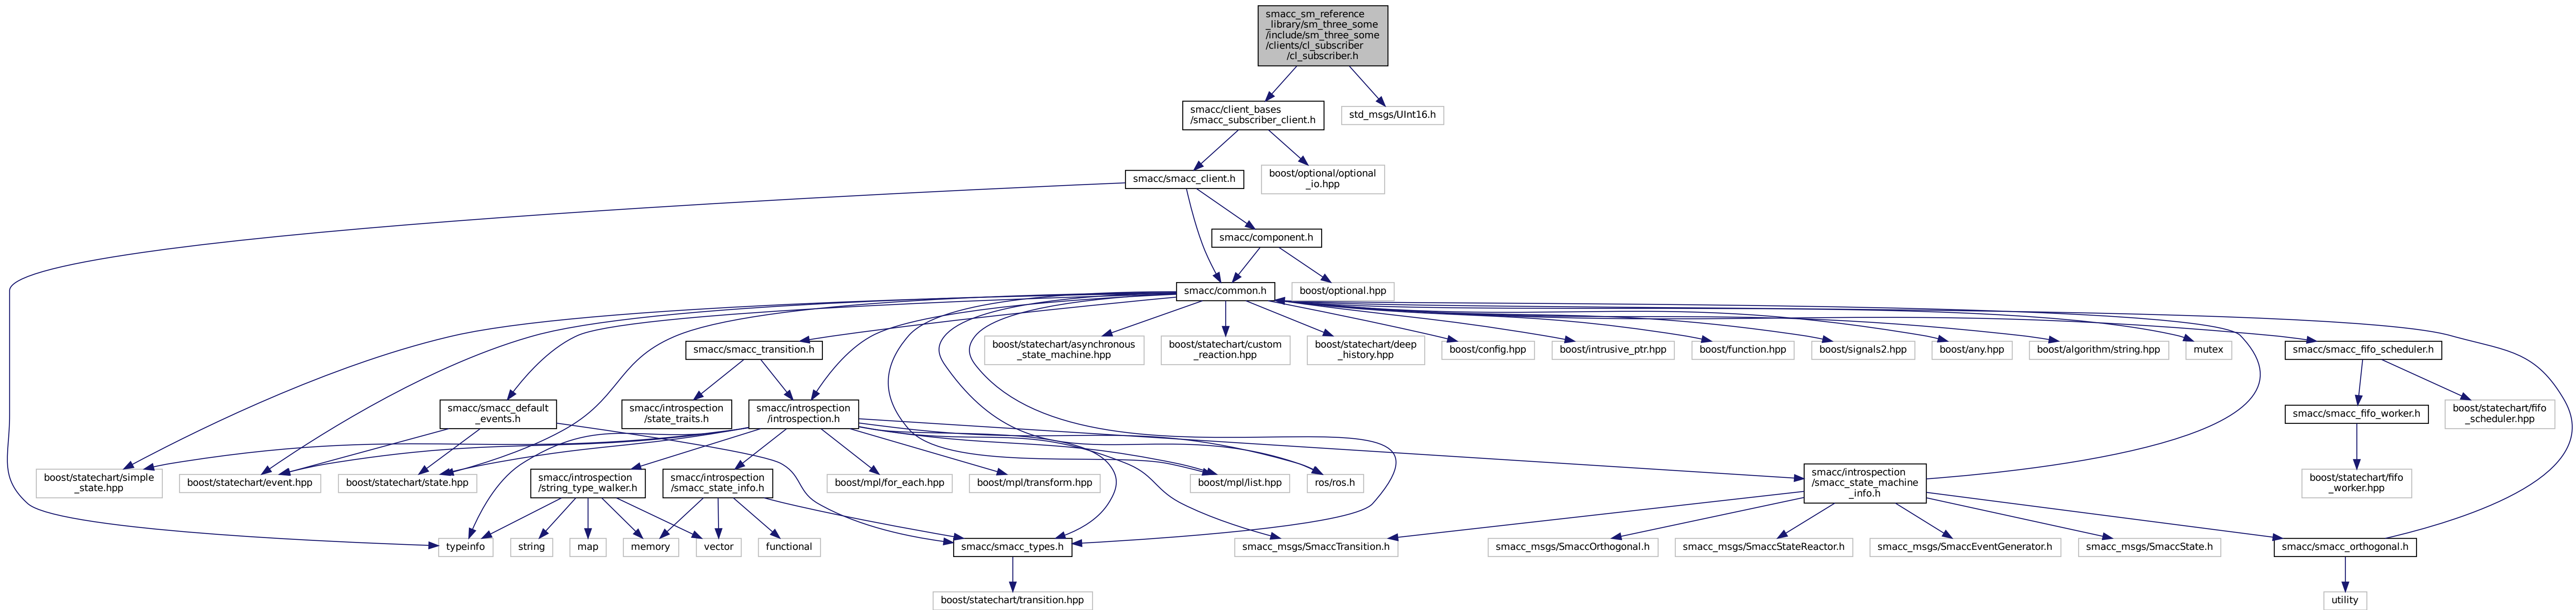 smacc_sm_reference
_library/sm_three_some
/include/sm_three_some
/clients/cl_subscriber
/cl_subscriber.h
smacc/client_bases
/smacc_subscriber_client.h
std_msgs/UInt16.h
smacc/smacc_client.h
boost/optional/optional
_io.hpp
smacc/component.h
smacc/common.h
boost/optional.hpp
smacc/smacc_transition.h
boost/statechart/asynchronous
_state_machine.hpp
boost/statechart/custom
_reaction.hpp
boost/statechart/deep
_history.hpp
boost/config.hpp
boost/intrusive_ptr.hpp
boost/function.hpp
boost/signals2.hpp
boost/any.hpp
boost/algorithm/string.hpp
mutex
smacc/smacc_fifo_scheduler.h
smacc/smacc_default
_events.h
smacc/introspection
/state_traits.h
smacc/introspection
/introspection.h
smacc/smacc_fifo_worker.h
boost/statechart/fifo
_scheduler.hpp
boost/statechart/simple
_state.hpp
boost/statechart/event.hpp
boost/statechart/state.hpp
smacc/introspection
/string_type_walker.h
smacc/introspection
/smacc_state_info.h
boost/mpl/for_each.hpp
boost/mpl/transform.hpp
boost/mpl/list.hpp
ros/ros.h
smacc/introspection
/smacc_state_machine
_info.h
boost/statechart/fifo
_worker.hpp
typeinfo
string
map
memory
vector
functional
smacc/smacc_types.h
smacc_msgs/SmaccTransition.h
smacc_msgs/SmaccOrthogonal.h
smacc_msgs/SmaccStateReactor.h
smacc_msgs/SmaccEventGenerator.h
smacc_msgs/SmaccState.h
smacc/smacc_orthogonal.h
boost/statechart/transition.hpp
utility